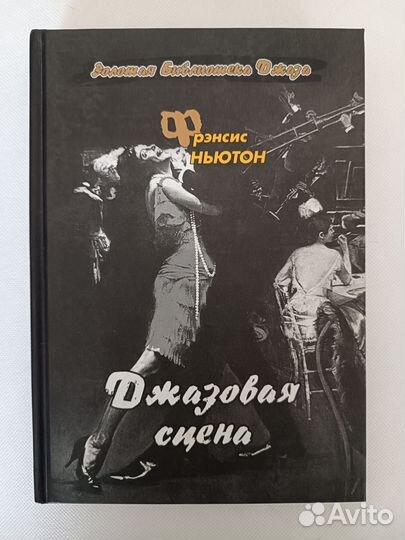 Золотая Библиотека Джаза
Фрэнсис
НЬЮТОН
Джазовая
сцена
Avito